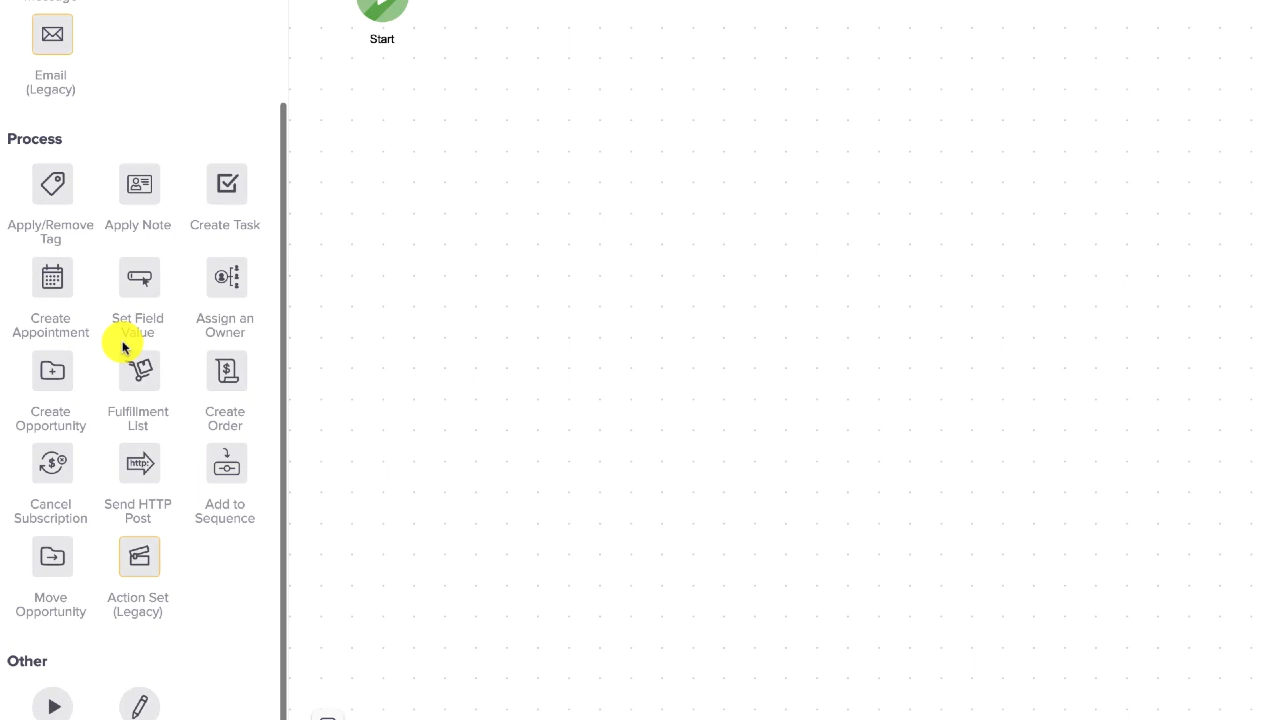 Message
Email
(Legacy)
Start
Process
Apply/Remove
Tag
Apply Note
Create Task
Create
Appointment
Set Field
Value
Assign an
Owner
Create
Opportunity
Fulfillment
List
$
Create
Order
$
Cancel
Subscription
http:
Send HTTP
Post
Add to
Sequence
Move
Opportunity
Action Set
(Legacy)
Other